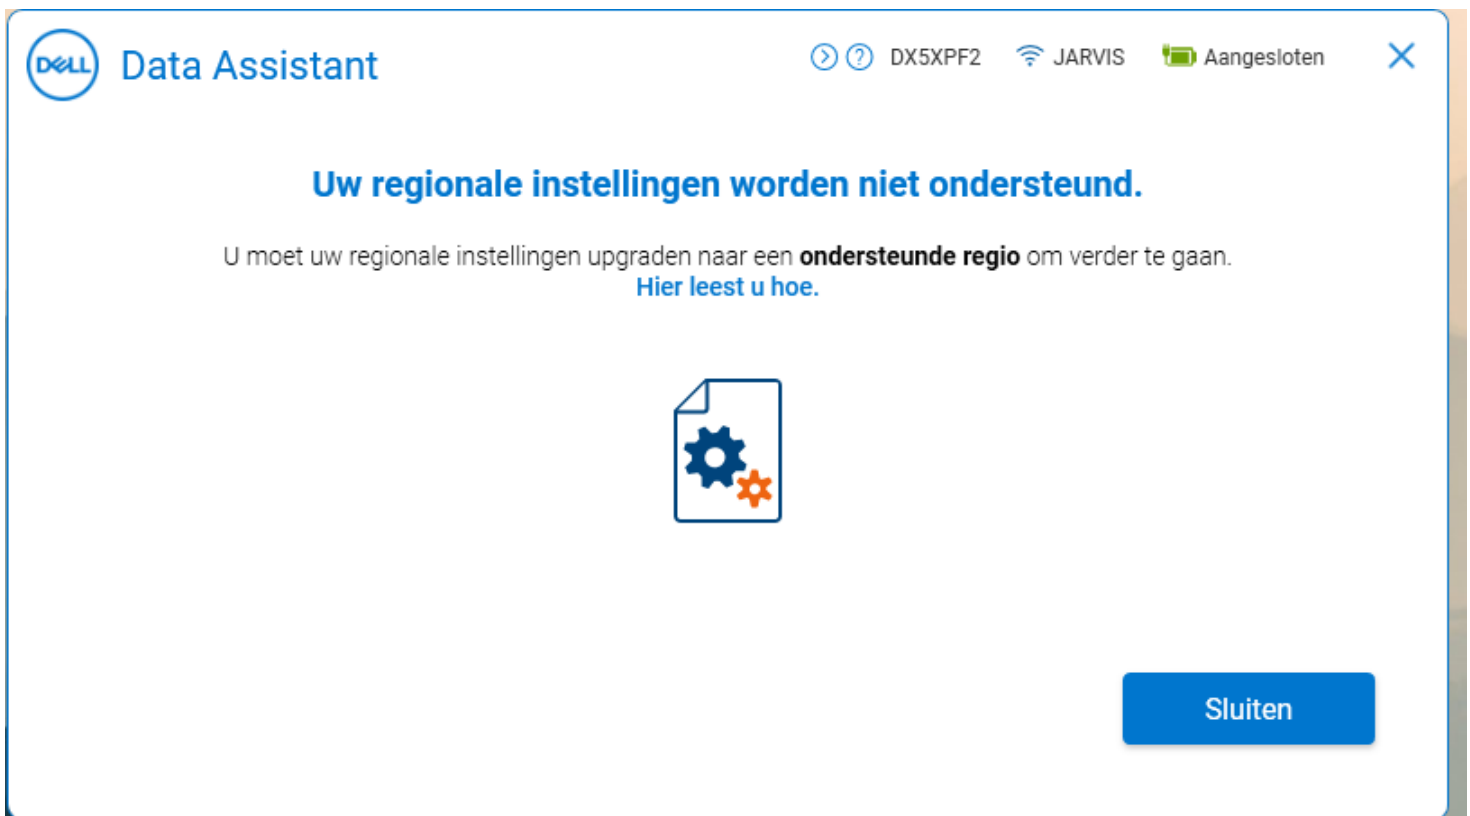 DELL Data Assistant DX5XPF2 JARVIS Aangesloten
Uw regionale instellingen worden niet ondersteund.
U moet uw regionale instellingen upgraden naar een ondersteunde regio om verder te gaan.
Hier leest u hoe.
Sluiten